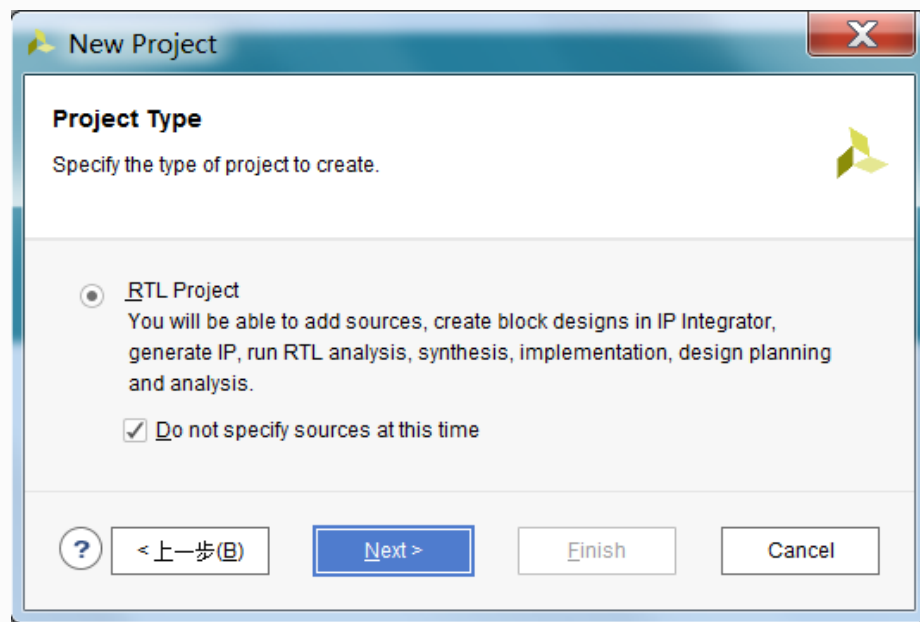 New Project
Project Type
Specify the type of project to create.
RTL Project
You will be able to add sources, create block designs in IP Integrator,
generate IP, run RTL analysis, synthesis, implementation, design planning
and analysis.
Do not specify sources at this time
? < 上一步(B) Next > Finish Cancel